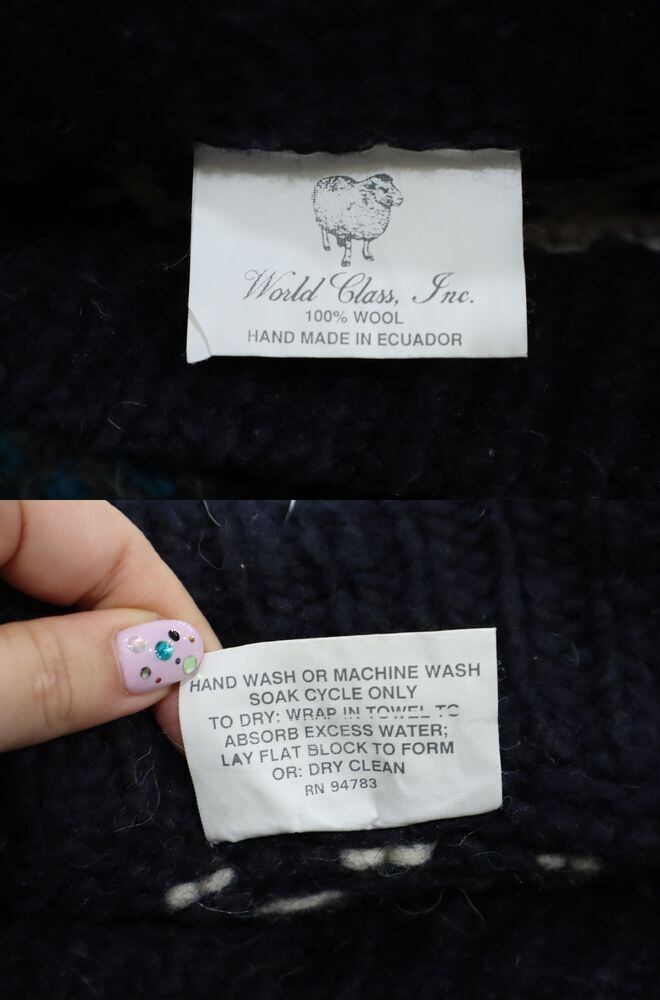 World Class, Inc.
100% WOOL
HAND MADE IN ECUADOR
HAND WASH OR MACHINE WASH
SOAK CYCLE ONLY
TO DRY: WRAP IN TOWEL TO
ABSORB EXCESS WATER;
LAY FLAT BLOCK TO FORM
OR: DRY CLEAN
RN 94783